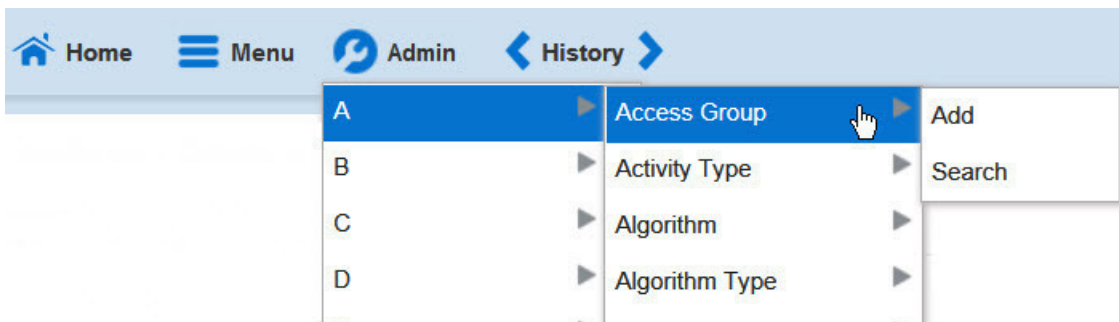 Home Menu Admin History
A Access Group Add
B Activity Type Search
C Algorithm
D Algorithm Type